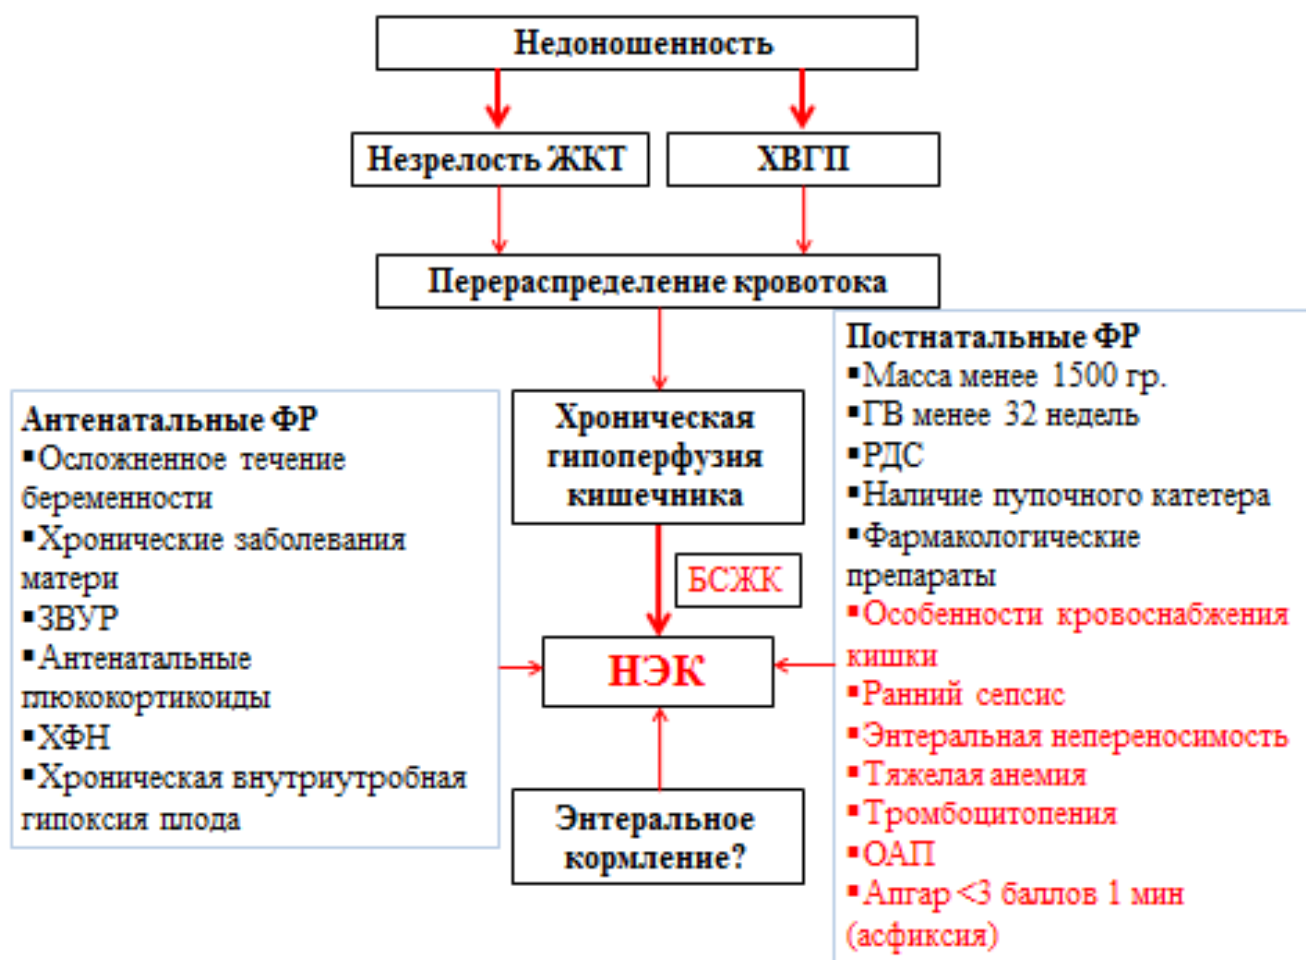 Недоношенность
Незрелость ЖКТ
ХВГП
Перераспределение кровотока
Хроническая
гипоперфузия
кишечника
БСЖК
НЭК
Энтеральное
кормление?
Антенатальные ФР
▪Осложненное течение
беременности
▪Хронические заболевания
матери
▪ЗВУР
▪Антенатальные
глюкокортикоиды
▪ХФН
▪Хроническая внутриутробная
гипоксия плода
Постнатальные ФР
▪Масса менее 1500 гр.
▪ГВ менее 32 недель
▪РДС
▪Наличие пупочного катетера
▪Фармакологические
препараты
▪Особенности кровоснабжения
кишки
▪Ранний сепсис
▪Энтеральная непереносимость
▪Тяжелая анемия
▪Тромбоцитопения
▪ОАП
▪Апгар <3 баллов 1 мин
(асфиксия)